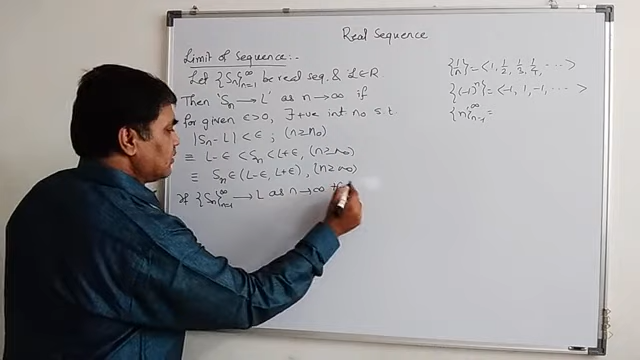 Real Sequence
Limit of Sequence:-
Let {Sn}∞n=1 be real seq. & L∈R.
Then 'Sn → L' as n→∞ if
for given ϵ>0, ∃ +ve int no s.t.
|Sn - L| < ϵ ; (n≥n0)
≡ L-ϵ < Sn < L+ϵ, (n≥n0)
≡ Sn ∈ (L-ϵ, L+ϵ), (n≥n0)
If {Sn}∞n=1 → L as n→∞
{1/n} = <1, 1/2, 1/3, 1/4, ⋯>
{(-1)^n} = <-1, 1, -1, ⋯>
{n}∞n=1 =